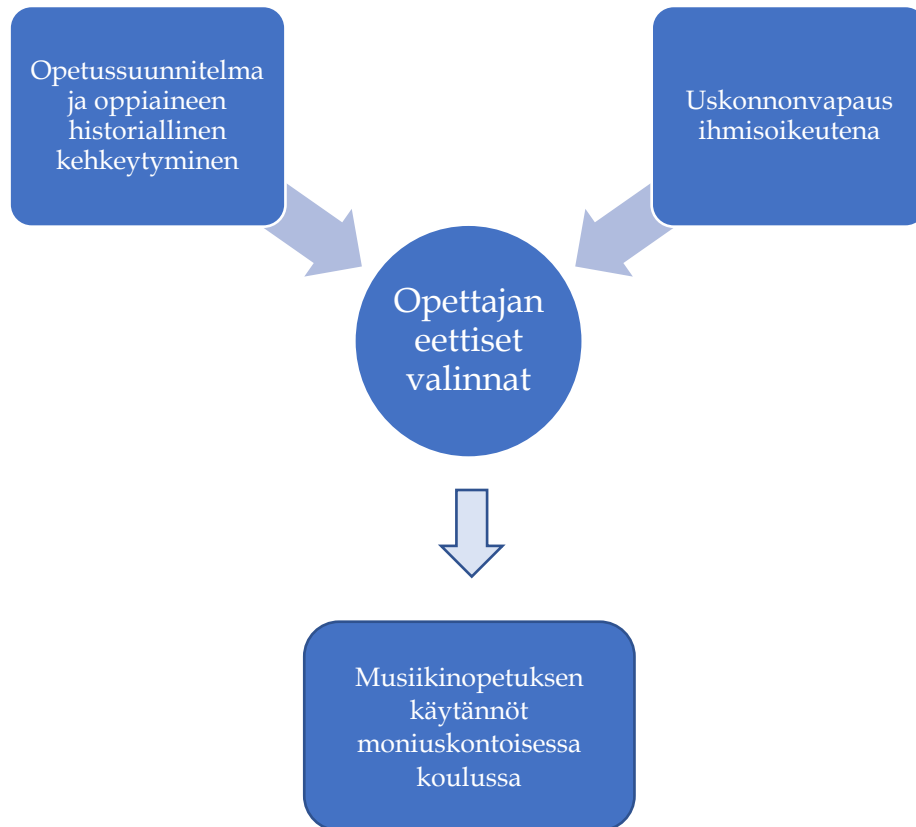 Opetussuunnitelma
ja oppiaineen
historiallinen
kehkeytyminen
Uskonnonvapaus
ihmisoikeutena
Opettajan
eettiset
valinnat
Musiikinopetuksen
käytännöt
moniuskontoisessa
koulussa